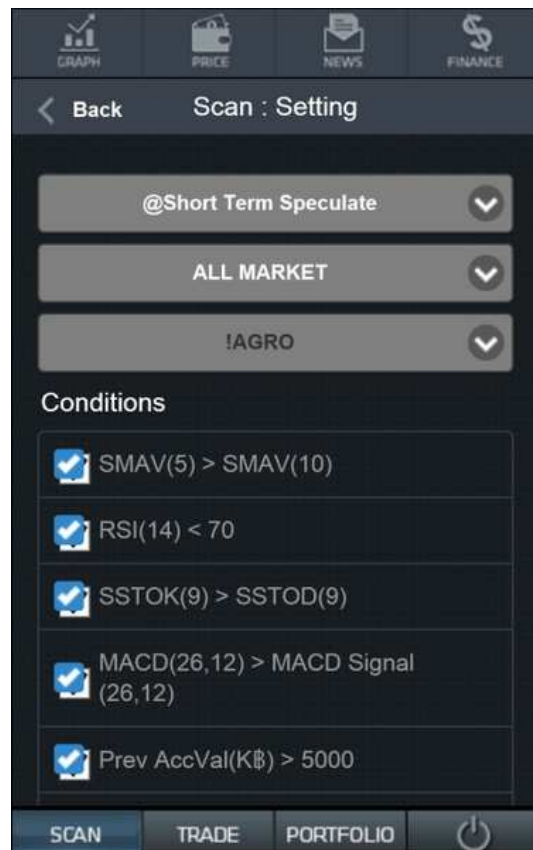 GRAPH
PRICE
NEWS
FINANCE
Back
Scan : Setting
@Short Term Speculate
ALL MARKET
!AGRO
Conditions
SMAV(5) > SMAV(10)
RSI(14) < 70
SSTOK(9) > SSTOD(9)
MACD(26,12) > MACD Signal
(26,12)
Prev AccVal(K฿) > 5000
SCAN
TRADE
PORTFOLIO